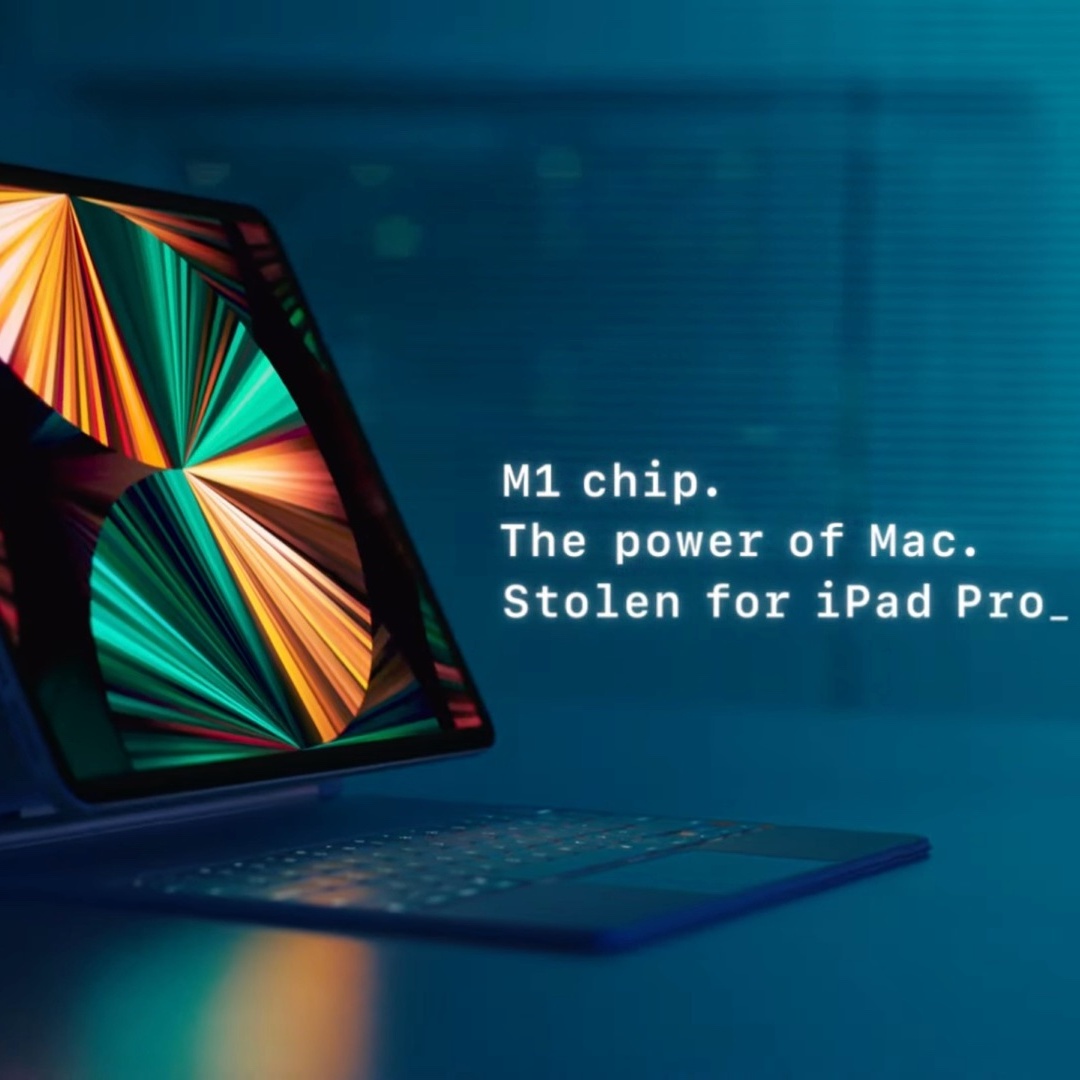 M1 chip.
The power of Mac.
Stolen for iPad Pro_